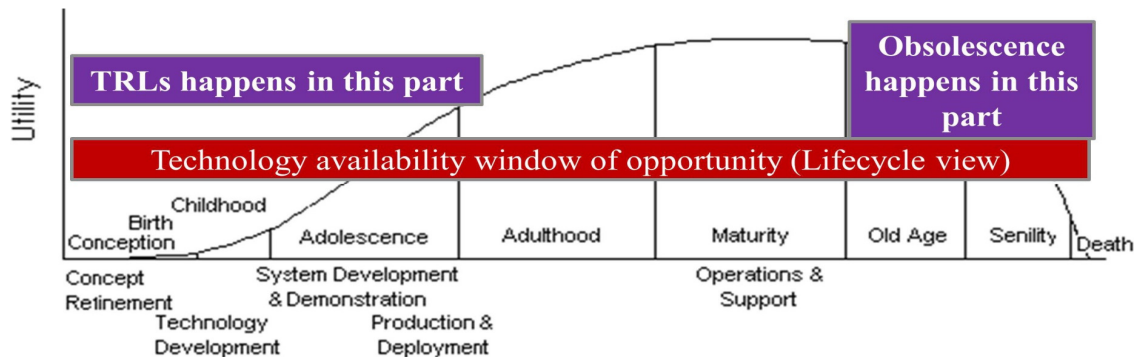 Utility
TRLs happens in this part
Obsolescence
happens in this
part
Technology availability window of opportunity (Lifecycle view)
Conception
Birth
Childhood
Adolescence
Adulthood
Maturity
Old Age
Senility
Death
Concept
Refinement
Technology
Development
System Development
& Demonstration
Production &
Deployment
Operations &
Support